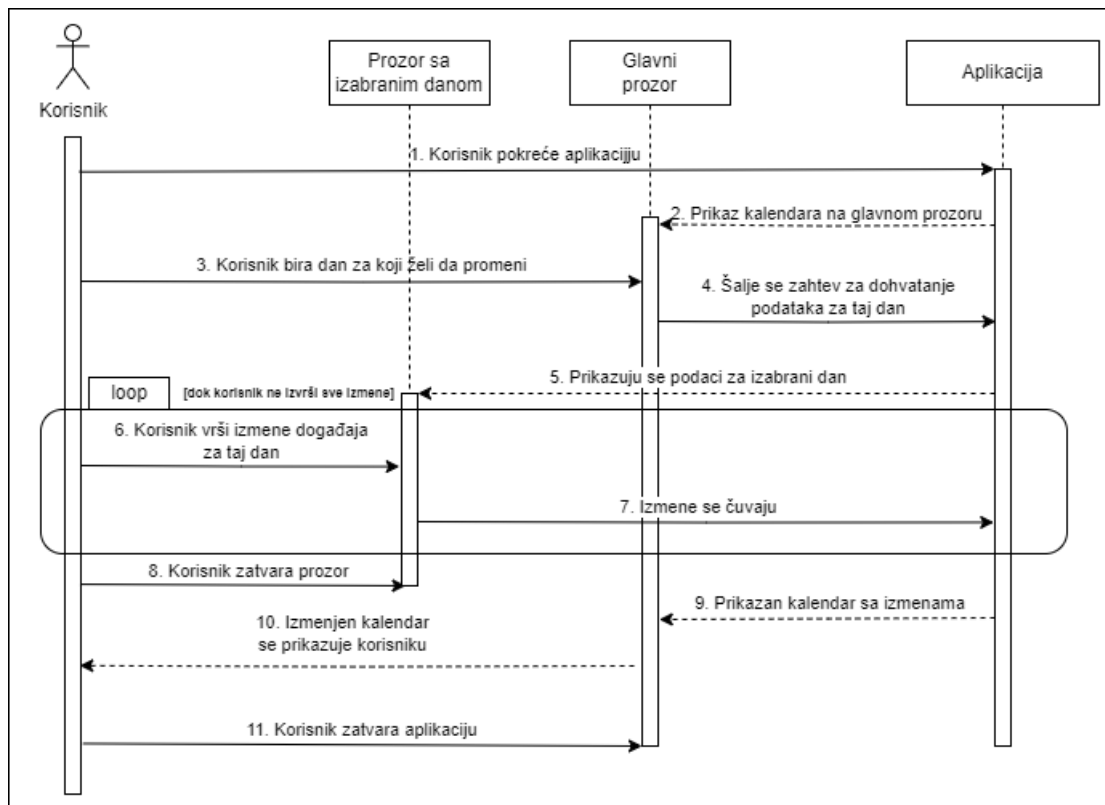 Prozor sa
izabranim danom
Glavni
prozor
Aplikacija
Korisnik
1. Korisnik pokreće aplikacijju
2. Prikaz kalendara na glavnom prozoru
3. Korisnik bira dan za koji želi da promeni
4. Šalje se zahtev za dohvatanje
podataka za taj dan
5. Prikazuju se podaci za izabrani dan
loop
[dok korisnik ne izvrši sve izmene]
6. Korisnik vrši izmene događaja
za taj dan
7. Izmene se čuvaju
8. Korisnik zatvara prozor
9. Prikazan kalendar sa izmenama
10. Izmenjen kalendar
se prikazuje korisniku
11. Korisnik zatvara aplikaciju